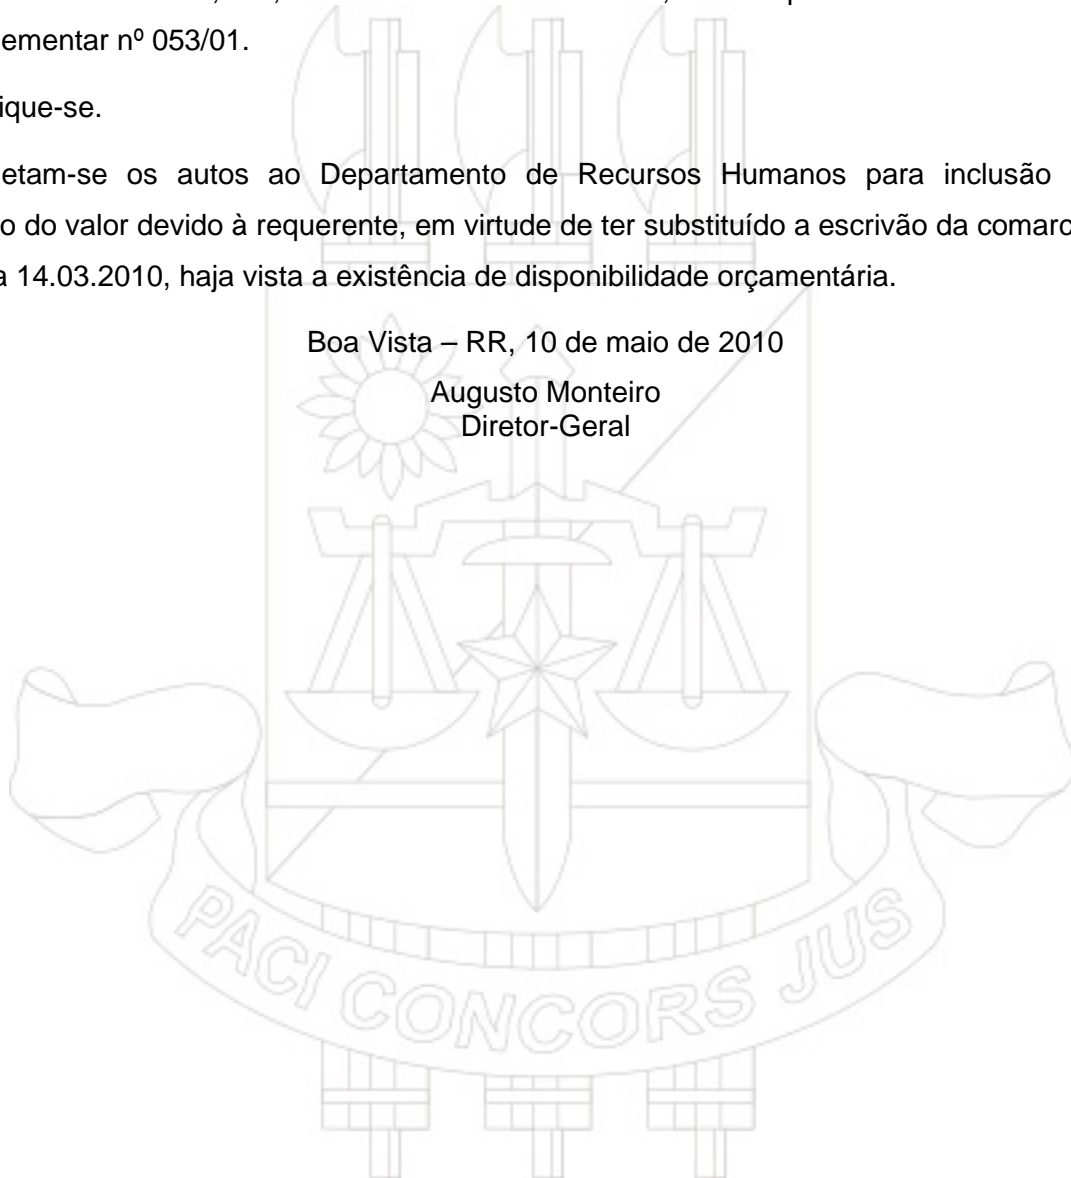 ementar nº 053/01.
ique-se.
etam-se os autos ao Departamento de Recursos Humanos para inclusão
o do valor devido à requerente, em virtude de ter substituído a escrivão da comarc
a 14.03.2010, haja vista a existência de disponibilidade orçamentária.
Boa Vista – RR, 10 de maio de 2010
Augusto Monteiro
Diretor-Geral
PACI CONCORS JUS